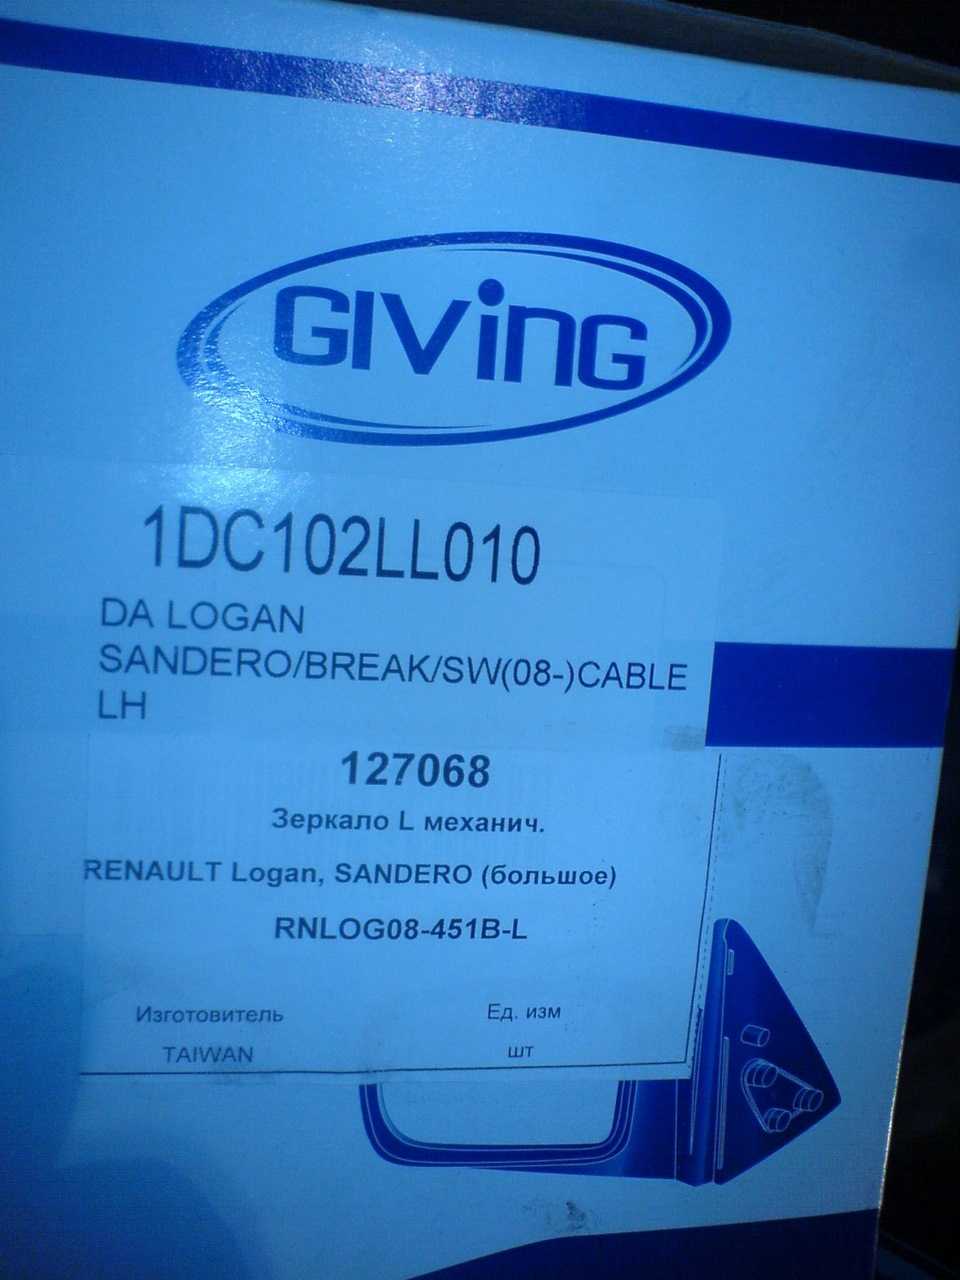 GIVING
1DC102LL010
DA LOGAN
SANDERO/BREAK/SW(08-)CABLE
LH
127068
Зеркало L механич.
RENAULT Logan, SANDERO (большое)
RNLOG08-451B-L
Изготовитель Ед. изм
TAIWAN шт